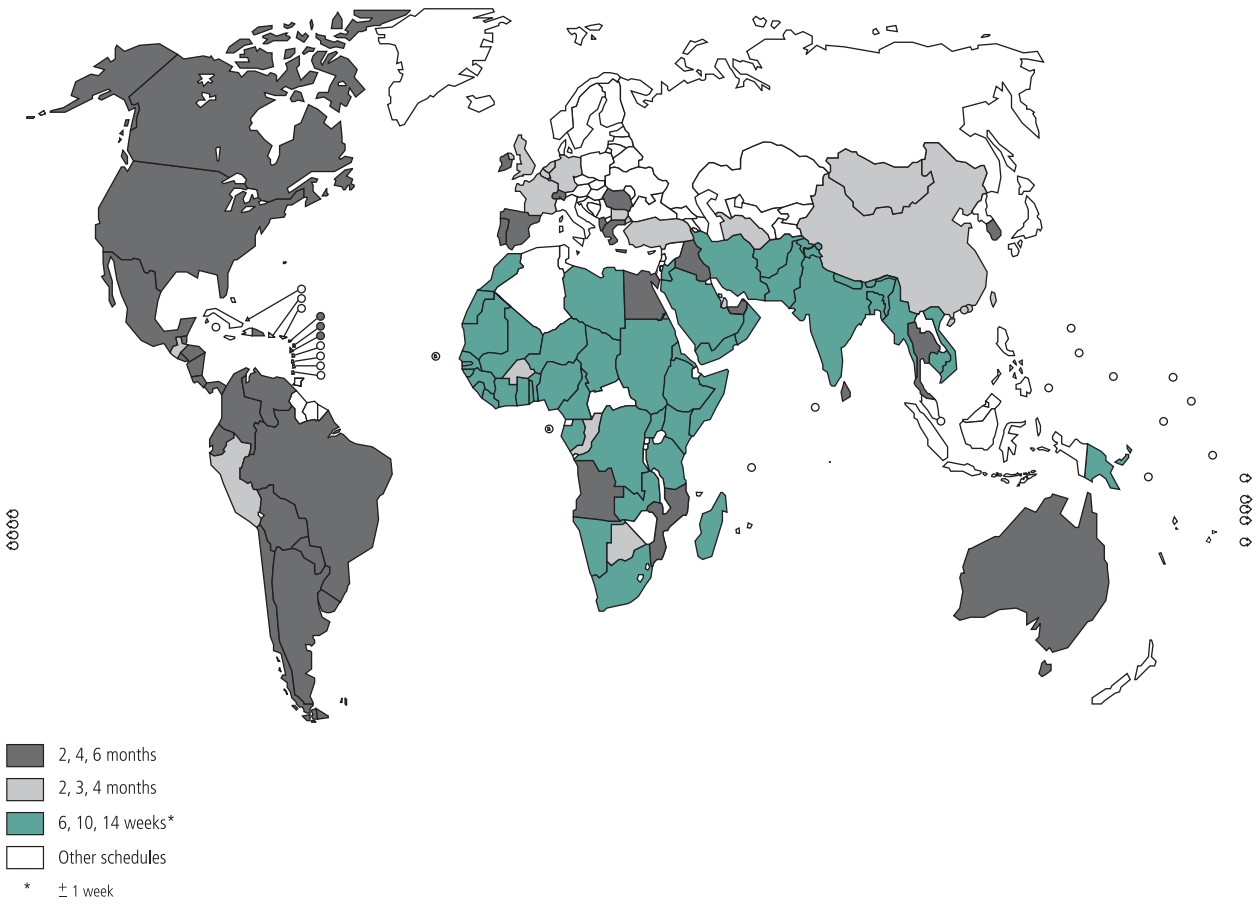 2, 4, 6 months
2, 3, 4 months
6, 10, 14 weeks*
Other schedules
* ± 1 week